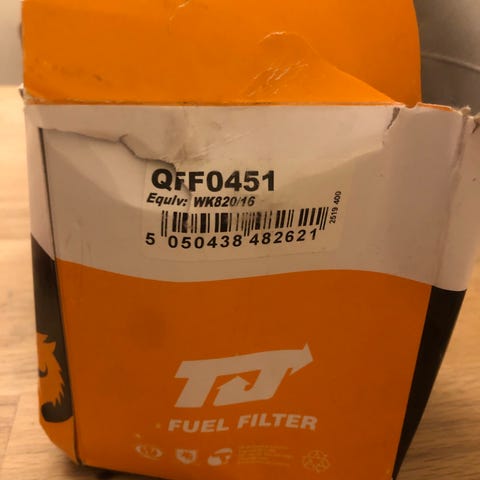 QFF0451
Equiv: WK820/16
2519 400
5 050438 482621
TJ
FUEL FILTER